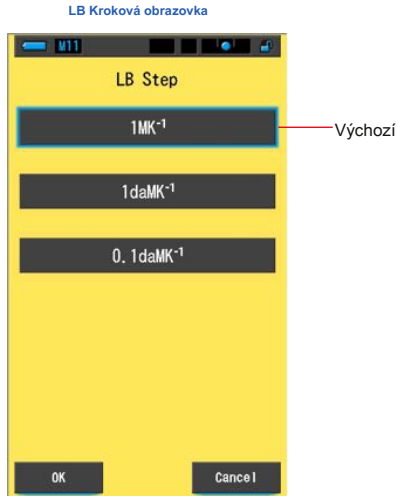 LB Kroková obrazovka
M11
LB Step
1MK⁻¹
Výchozí
1daMK⁻¹
0.1daMK⁻¹
OK
Cancel